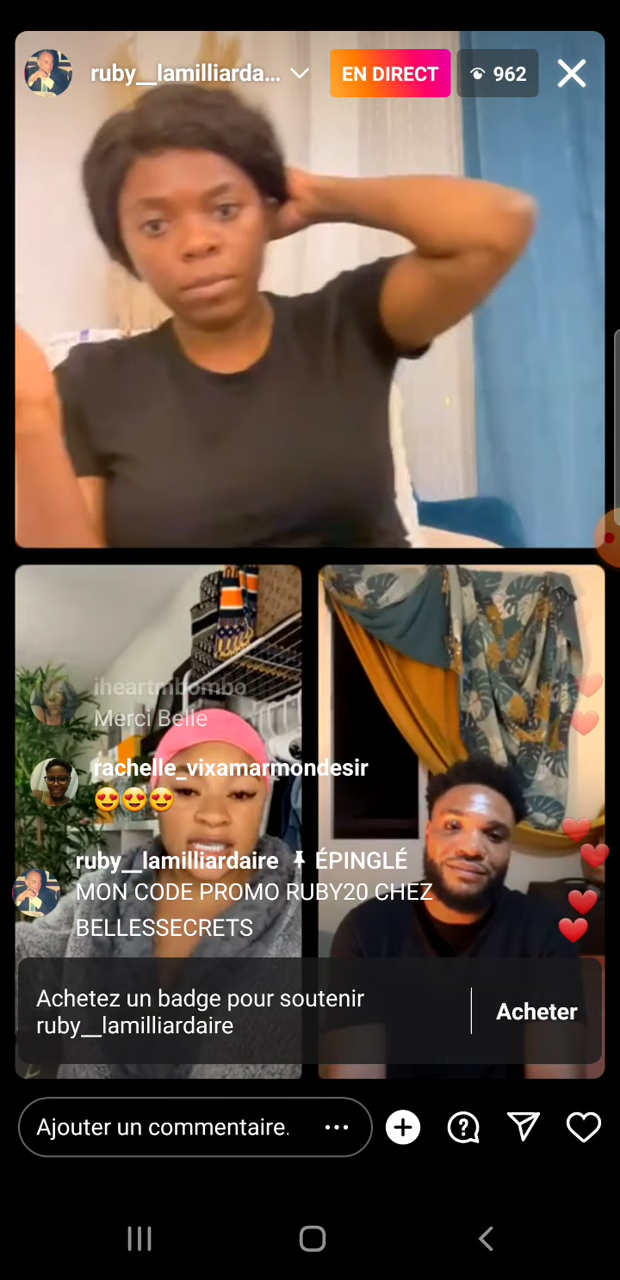 ruby__lamilliarda...
EN DIRECT
962
iheartmbombo
Merci Belle
rachelle_vixamarmondesir
😍😍😍
ruby__lamilliardaire ÉPINGLÉ
MON CODE PROMO RUBY20 CHEZ
BELLESSECRETS
Achetez un badge pour soutenir
ruby__lamilliardaire
Acheter
Ajouter un commentaire.